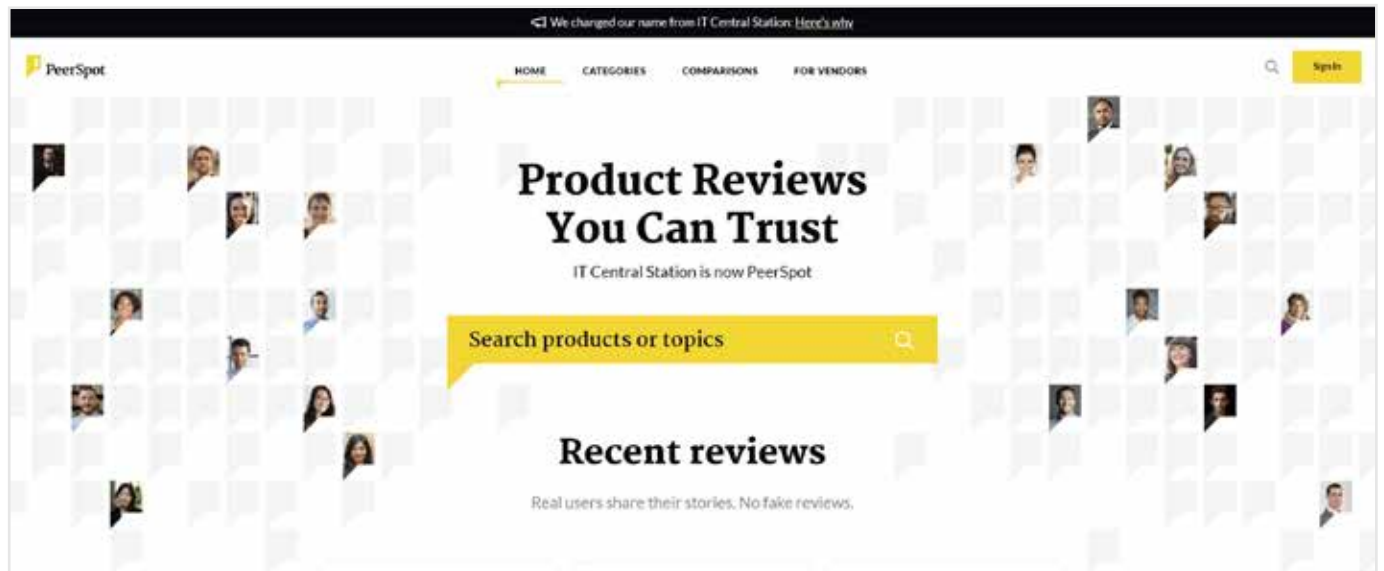 We changed our name from IT Central Station: Here's why
PeerSpot
HOME CATEGORIES COMPARISONS FOR VENDORS
Sign In
Product Reviews
You Can Trust
IT Central Station is now PeerSpot
Search products or topics
Recent reviews
Real users share their stories. No fake reviews.